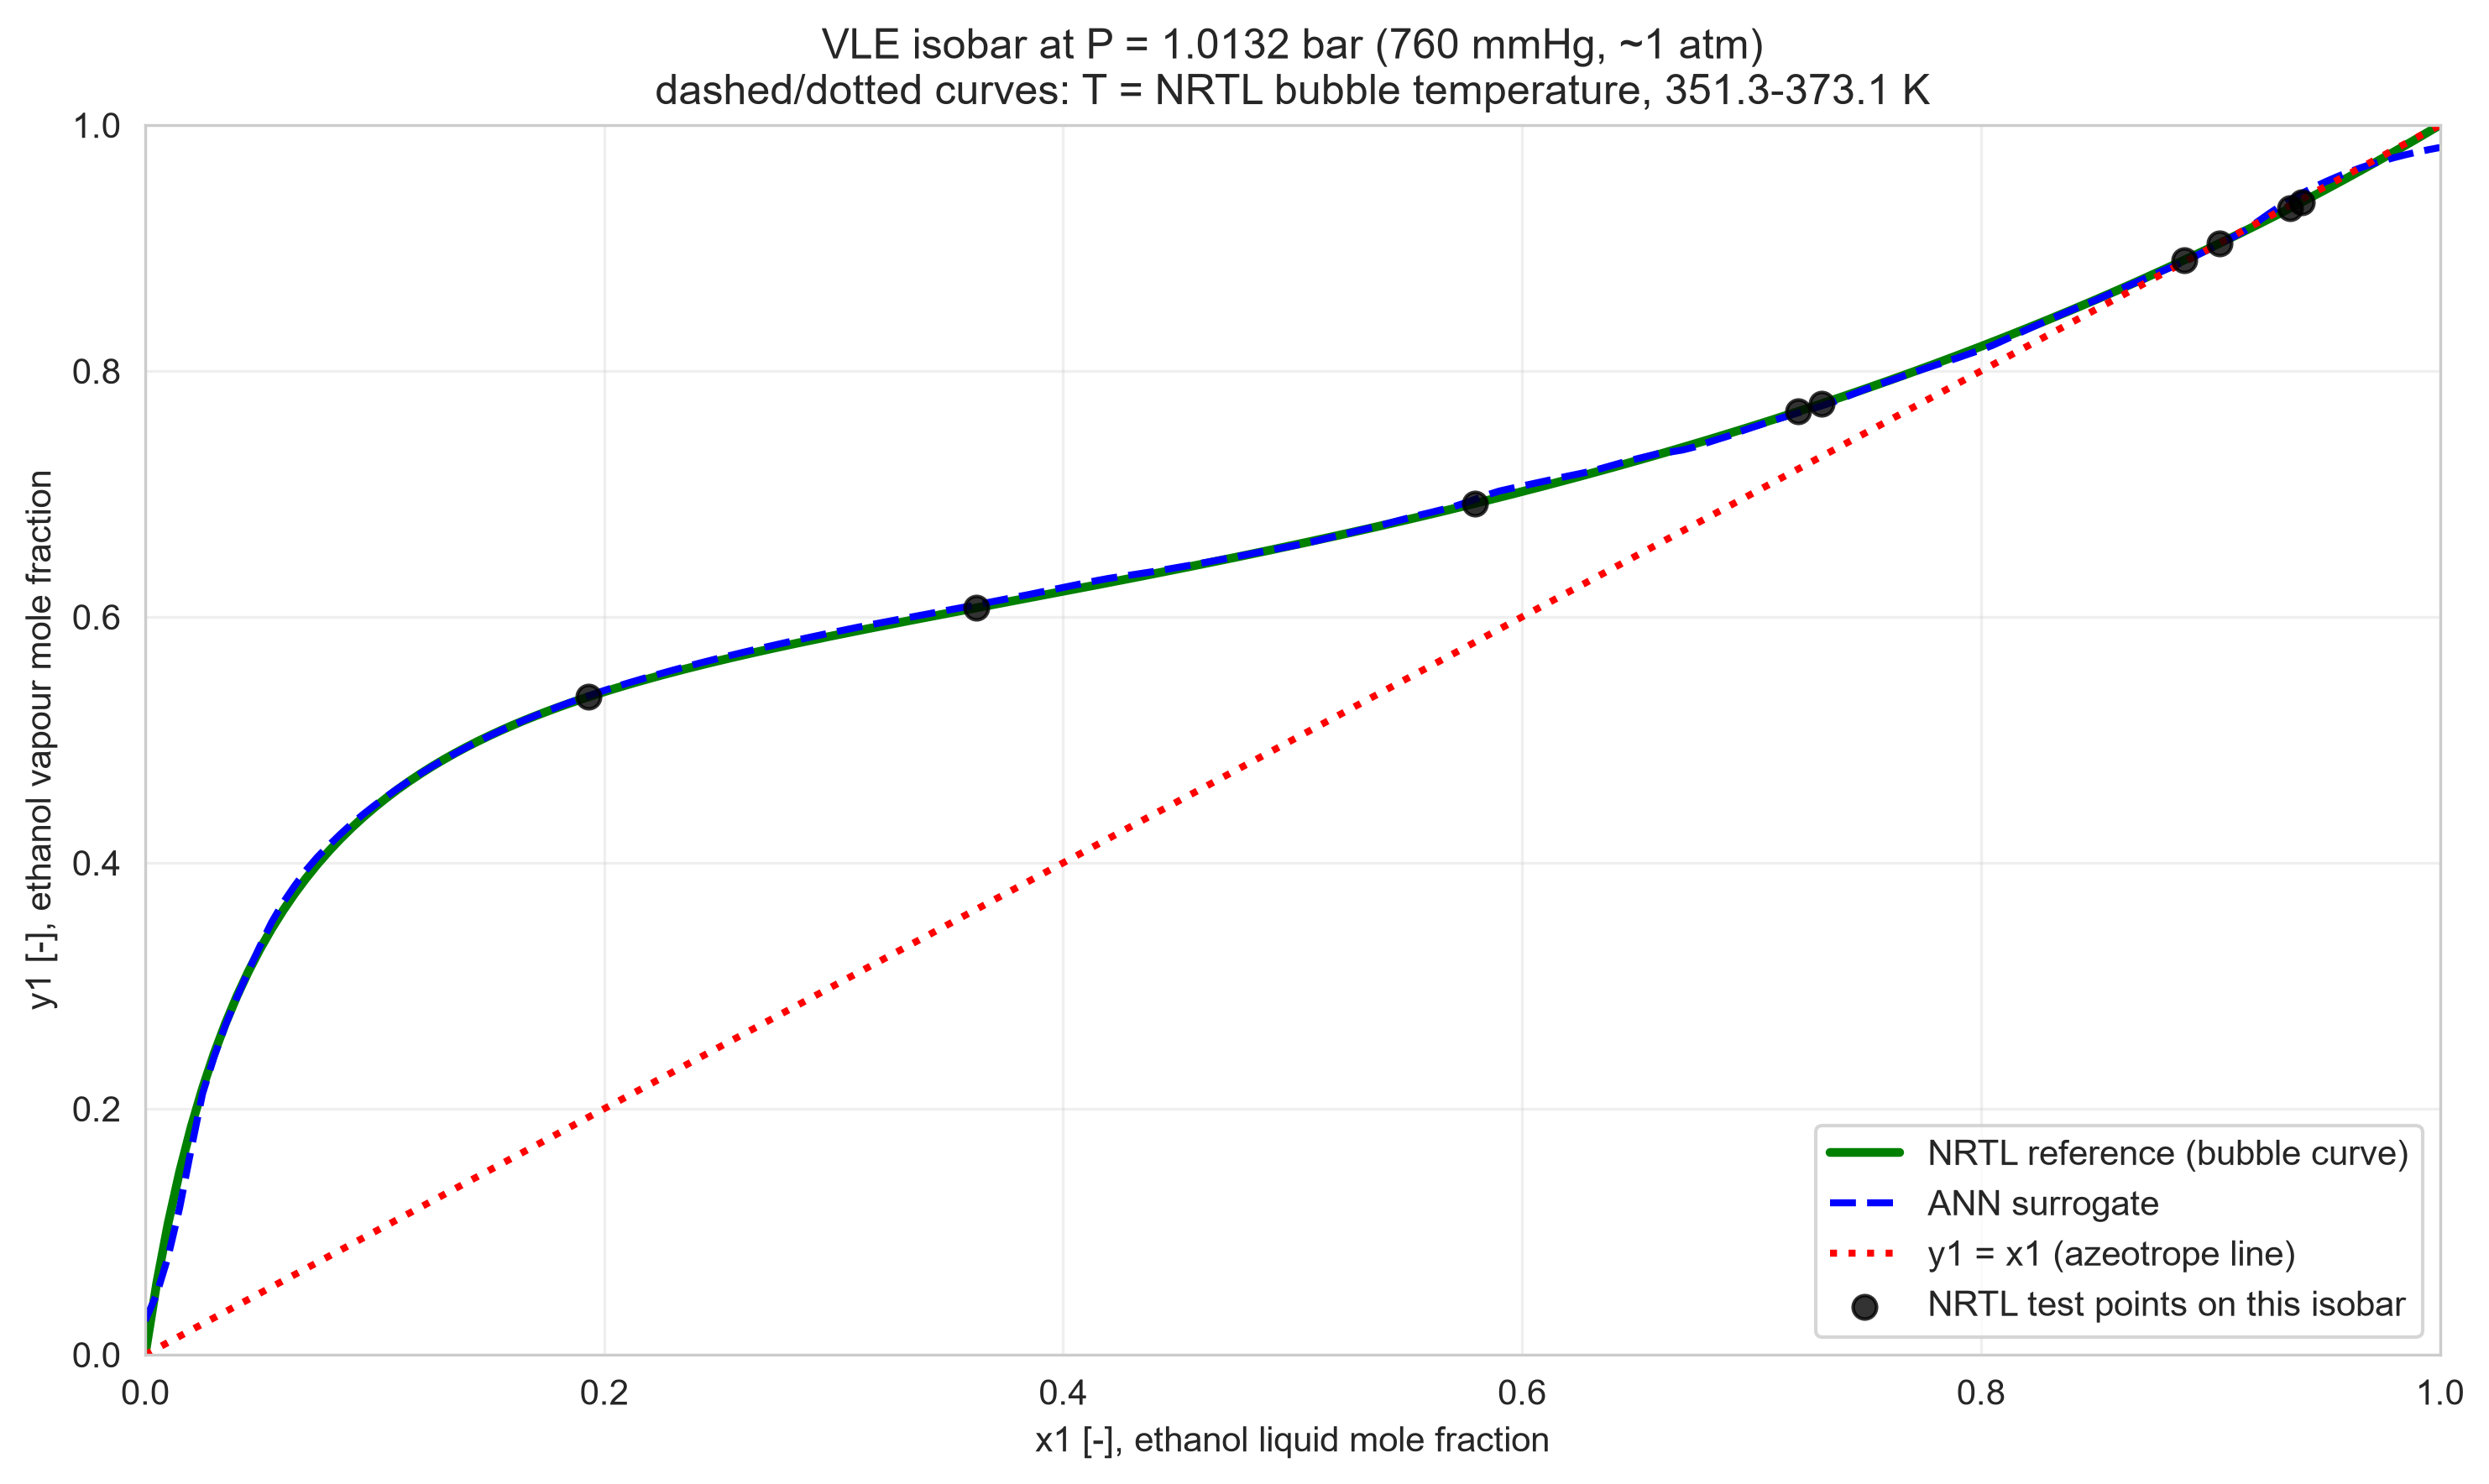 VLE isobar at P = 1.0132 bar (760 mmHg, ~1 atm)
dashed/dotted curves: T = NRTL bubble temperature, 351.3-373.1 K
1.0
0.8
0.6
0.4
0.2
0.0
y1 [-], ethanol vapour mole fraction
NRTL reference (bubble curve)
ANN surrogate
y1 = x1 (azeotrope line)
NRTL test points on this isobar
0.0 0.2 0.4 0.6 0.8 1.0
x1 [-], ethanol liquid mole fraction